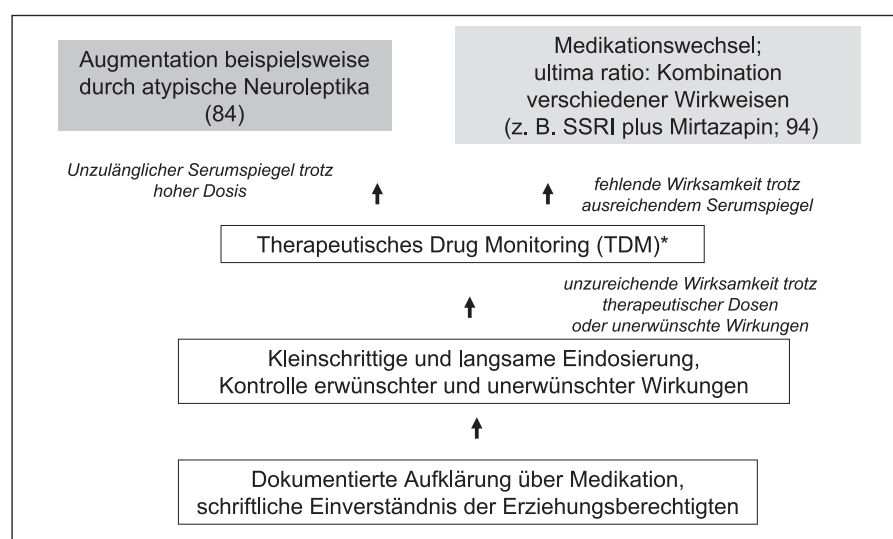 Augmentation beispielsweise
durch atypische Neuroleptika
(84)
Medikationswechsel;
ultima ratio: Kombination
verschiedener Wirkweisen
(z. B. SSRI plus Mirtazapin; 94)
Unzulänglicher Serumspiegel trotz
hoher Dosis
fehlende Wirksamkeit trotz
ausreichendem Serumspiegel
Therapeutisches Drug Monitoring (TDM)*
unzureichende Wirksamkeit trotz
therapeutischer Dosen
oder unerwünschte Wirkungen
Kleinschrittige und langsame Eindosierung,
Kontrolle erwünschter und unerwünschter Wirkungen
Dokumentierte Aufklärung über Medikation,
schriftliche Einverständnis der Erziehungsberechtigten